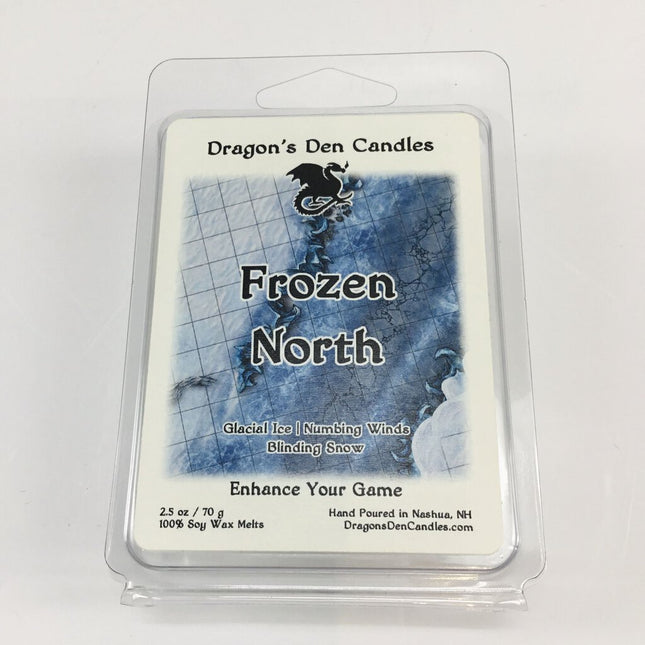 Dragon's Den Candles
Frozen
North
Glacial Ice | Numbing Winds
Blinding Snow
Enhance Your Game
2.5 oz / 70 g
100% Soy Wax Melts
Hand Poured in Nashua, NH
DragonsDenCandles.com